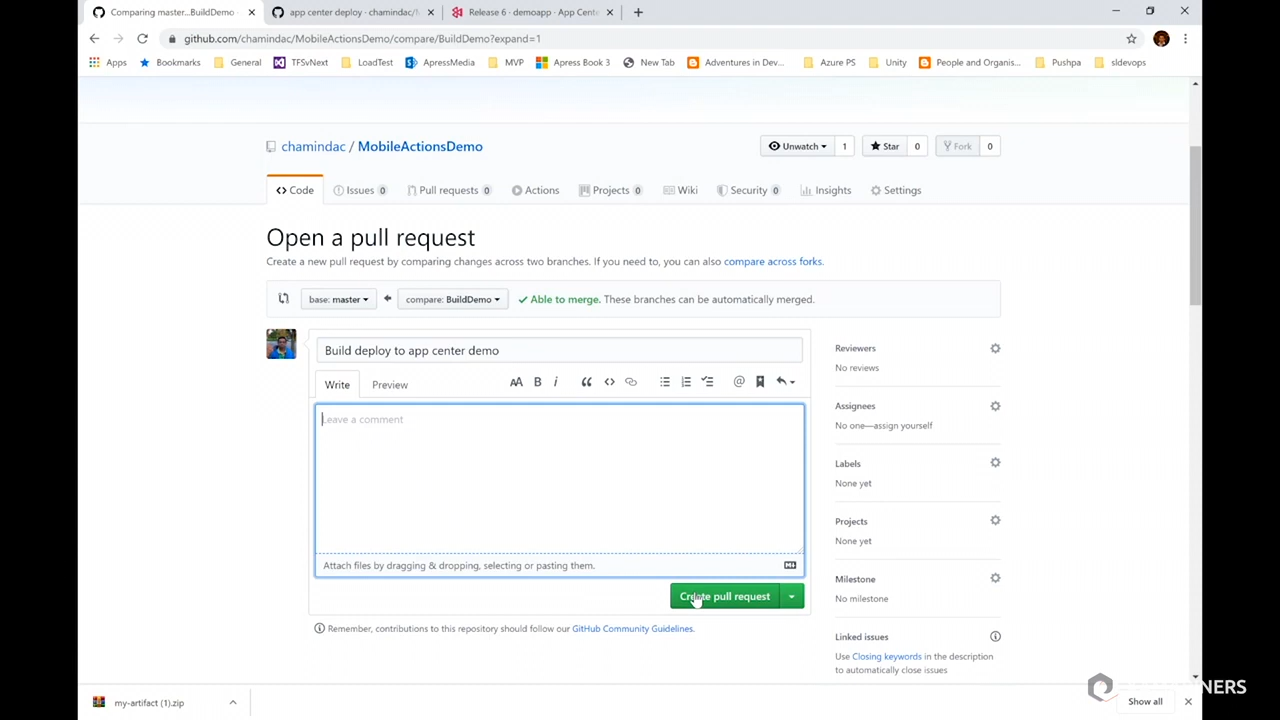 Comparing master...BuildDemo
app center deploy · chamindac/
Release 6 - demoapp - App Cente
github.com/chamindac/MobileActionsDemo/compare/BuildDemo?expand=1
Apps Bookmarks General TFSvNext LoadTest ApressMedia MVP Apress Book 3 New Tab Adventures in Dev... Azure PS Unity People and Organis... Pushpa sldevops
chamindac / MobileActionsDemo
Unwatch 1 Star 0 Fork 0
Code Issues 0 Pull requests 0 Actions Projects 0 Wiki Security 0 Insights Settings
Open a pull request
Create a new pull request by comparing changes across two branches. If you need to, you can also compare across forks.
base: master compare: BuildDemo Able to merge. These branches can be automatically merged.
Build deploy to app center demo
Write Preview
AA B i
Leave a comment
Attach files by dragging & dropping, selecting or pasting them.
Create pull request
Remember, contributions to this repository should follow our GitHub Community Guidelines.
Reviewers
No reviews
Assignees
No one—assign yourself
Labels
None yet
Projects
None yet
Milestone
No milestone
Linked issues
Use Closing keywords in the description
to automatically close issues
my-artifact (1).zip
Show all